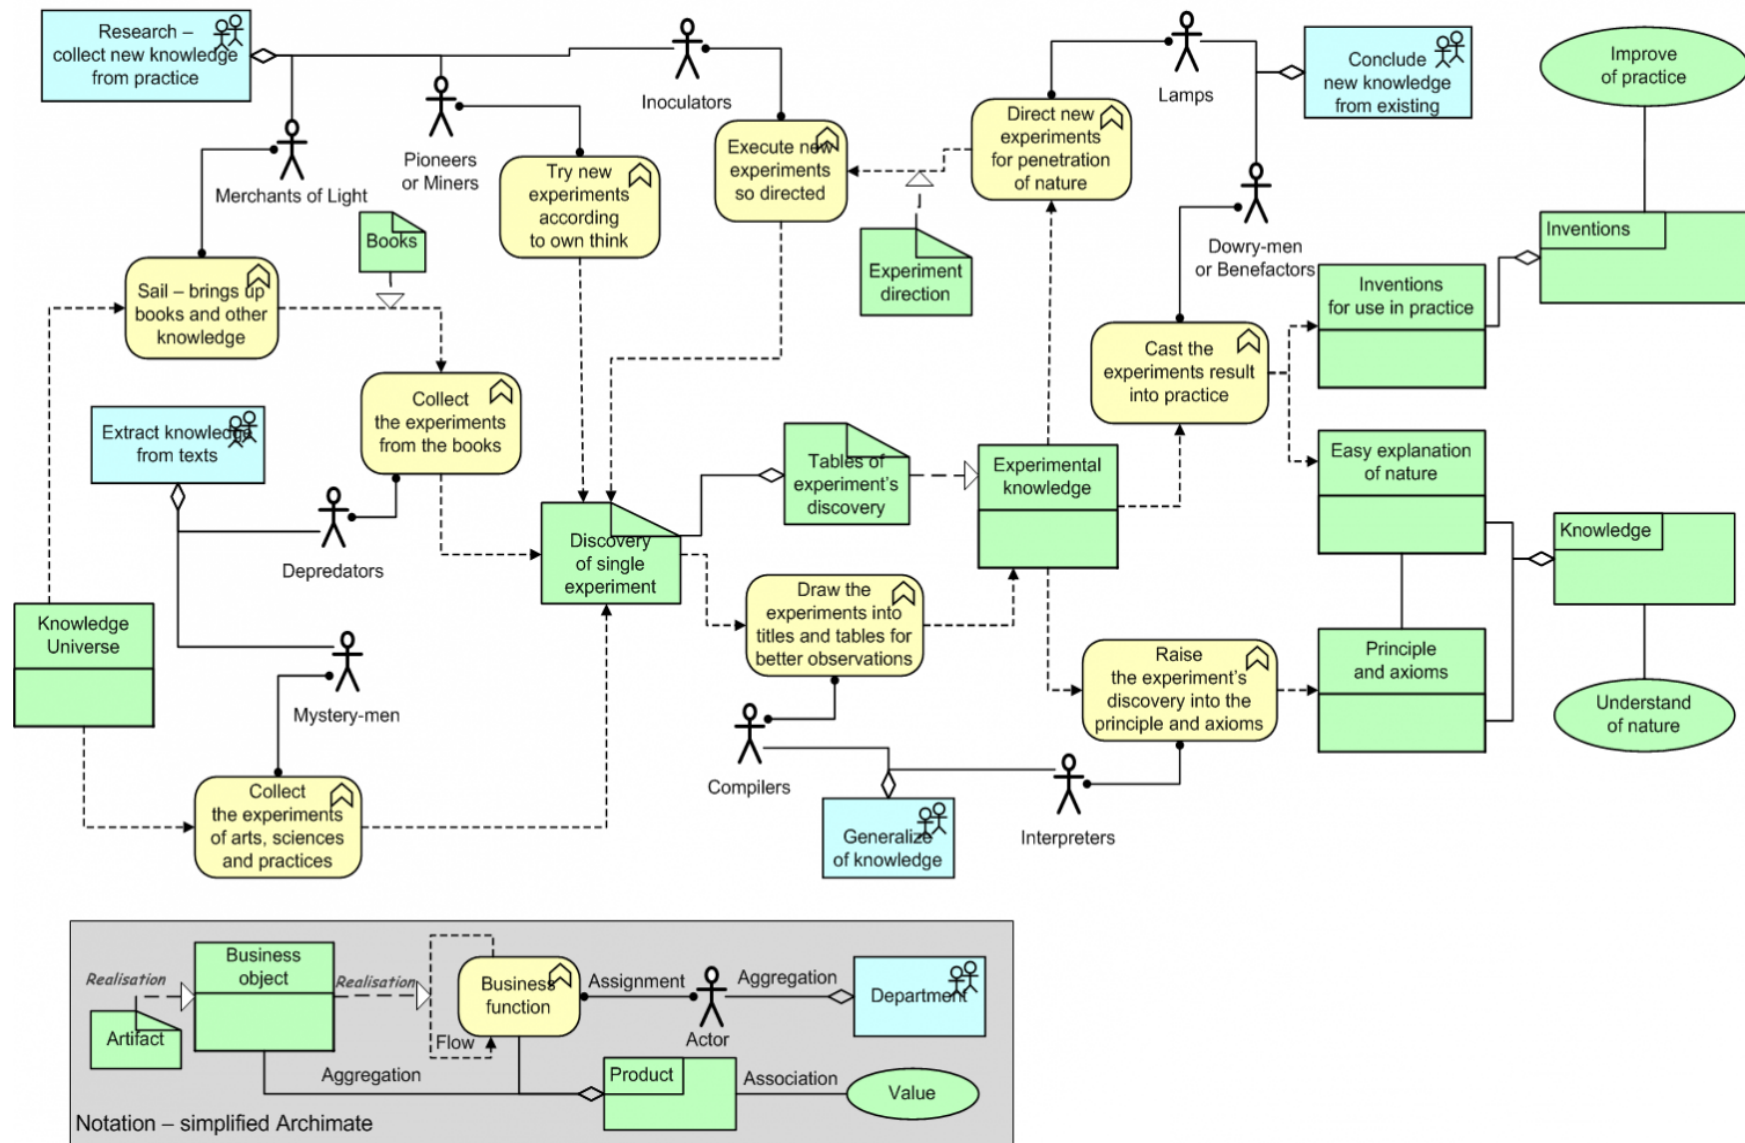 Research –
collect new knowledge
from practice
Merchants of Light
Pioneers
or Miners
Inoculators
Lamps
Conclude
new knowledge
from existing
Improve
of practice
Try new
experiments
according
to own think
Execute new
experiments
so directed
Direct new
experiments
for penetration
of nature
Books
Experiment
direction
Dowry-men
or Benefactors
Inventions
Inventions
for use in practice
Sail – brings up
books and other
knowledge
Collect
the experiments
from the books
Cast the
experiments result
into practice
Extract knowledge
from texts
Depredators
Tables of
experiment's
discovery
Experimental
knowledge
Easy explanation
of nature
Knowledge
Discovery
of single
experiment
Knowledge
Universe
Mystery-men
Draw the
experiments into
titles and tables for
better observations
Raise
the experiment's
discovery into the
principle and axioms
Principle
and axioms
Understand
of nature
Collect
the experiments
of arts, sciences
and practices
Compilers
Generalize
of knowledge
Interpreters
Realisation
Artifact
Business
object
Realisation
Business
function
Flow
Assignment
Actor
Aggregation
Department
Aggregation
Product
Association
Value
Notation – simplified Archimate